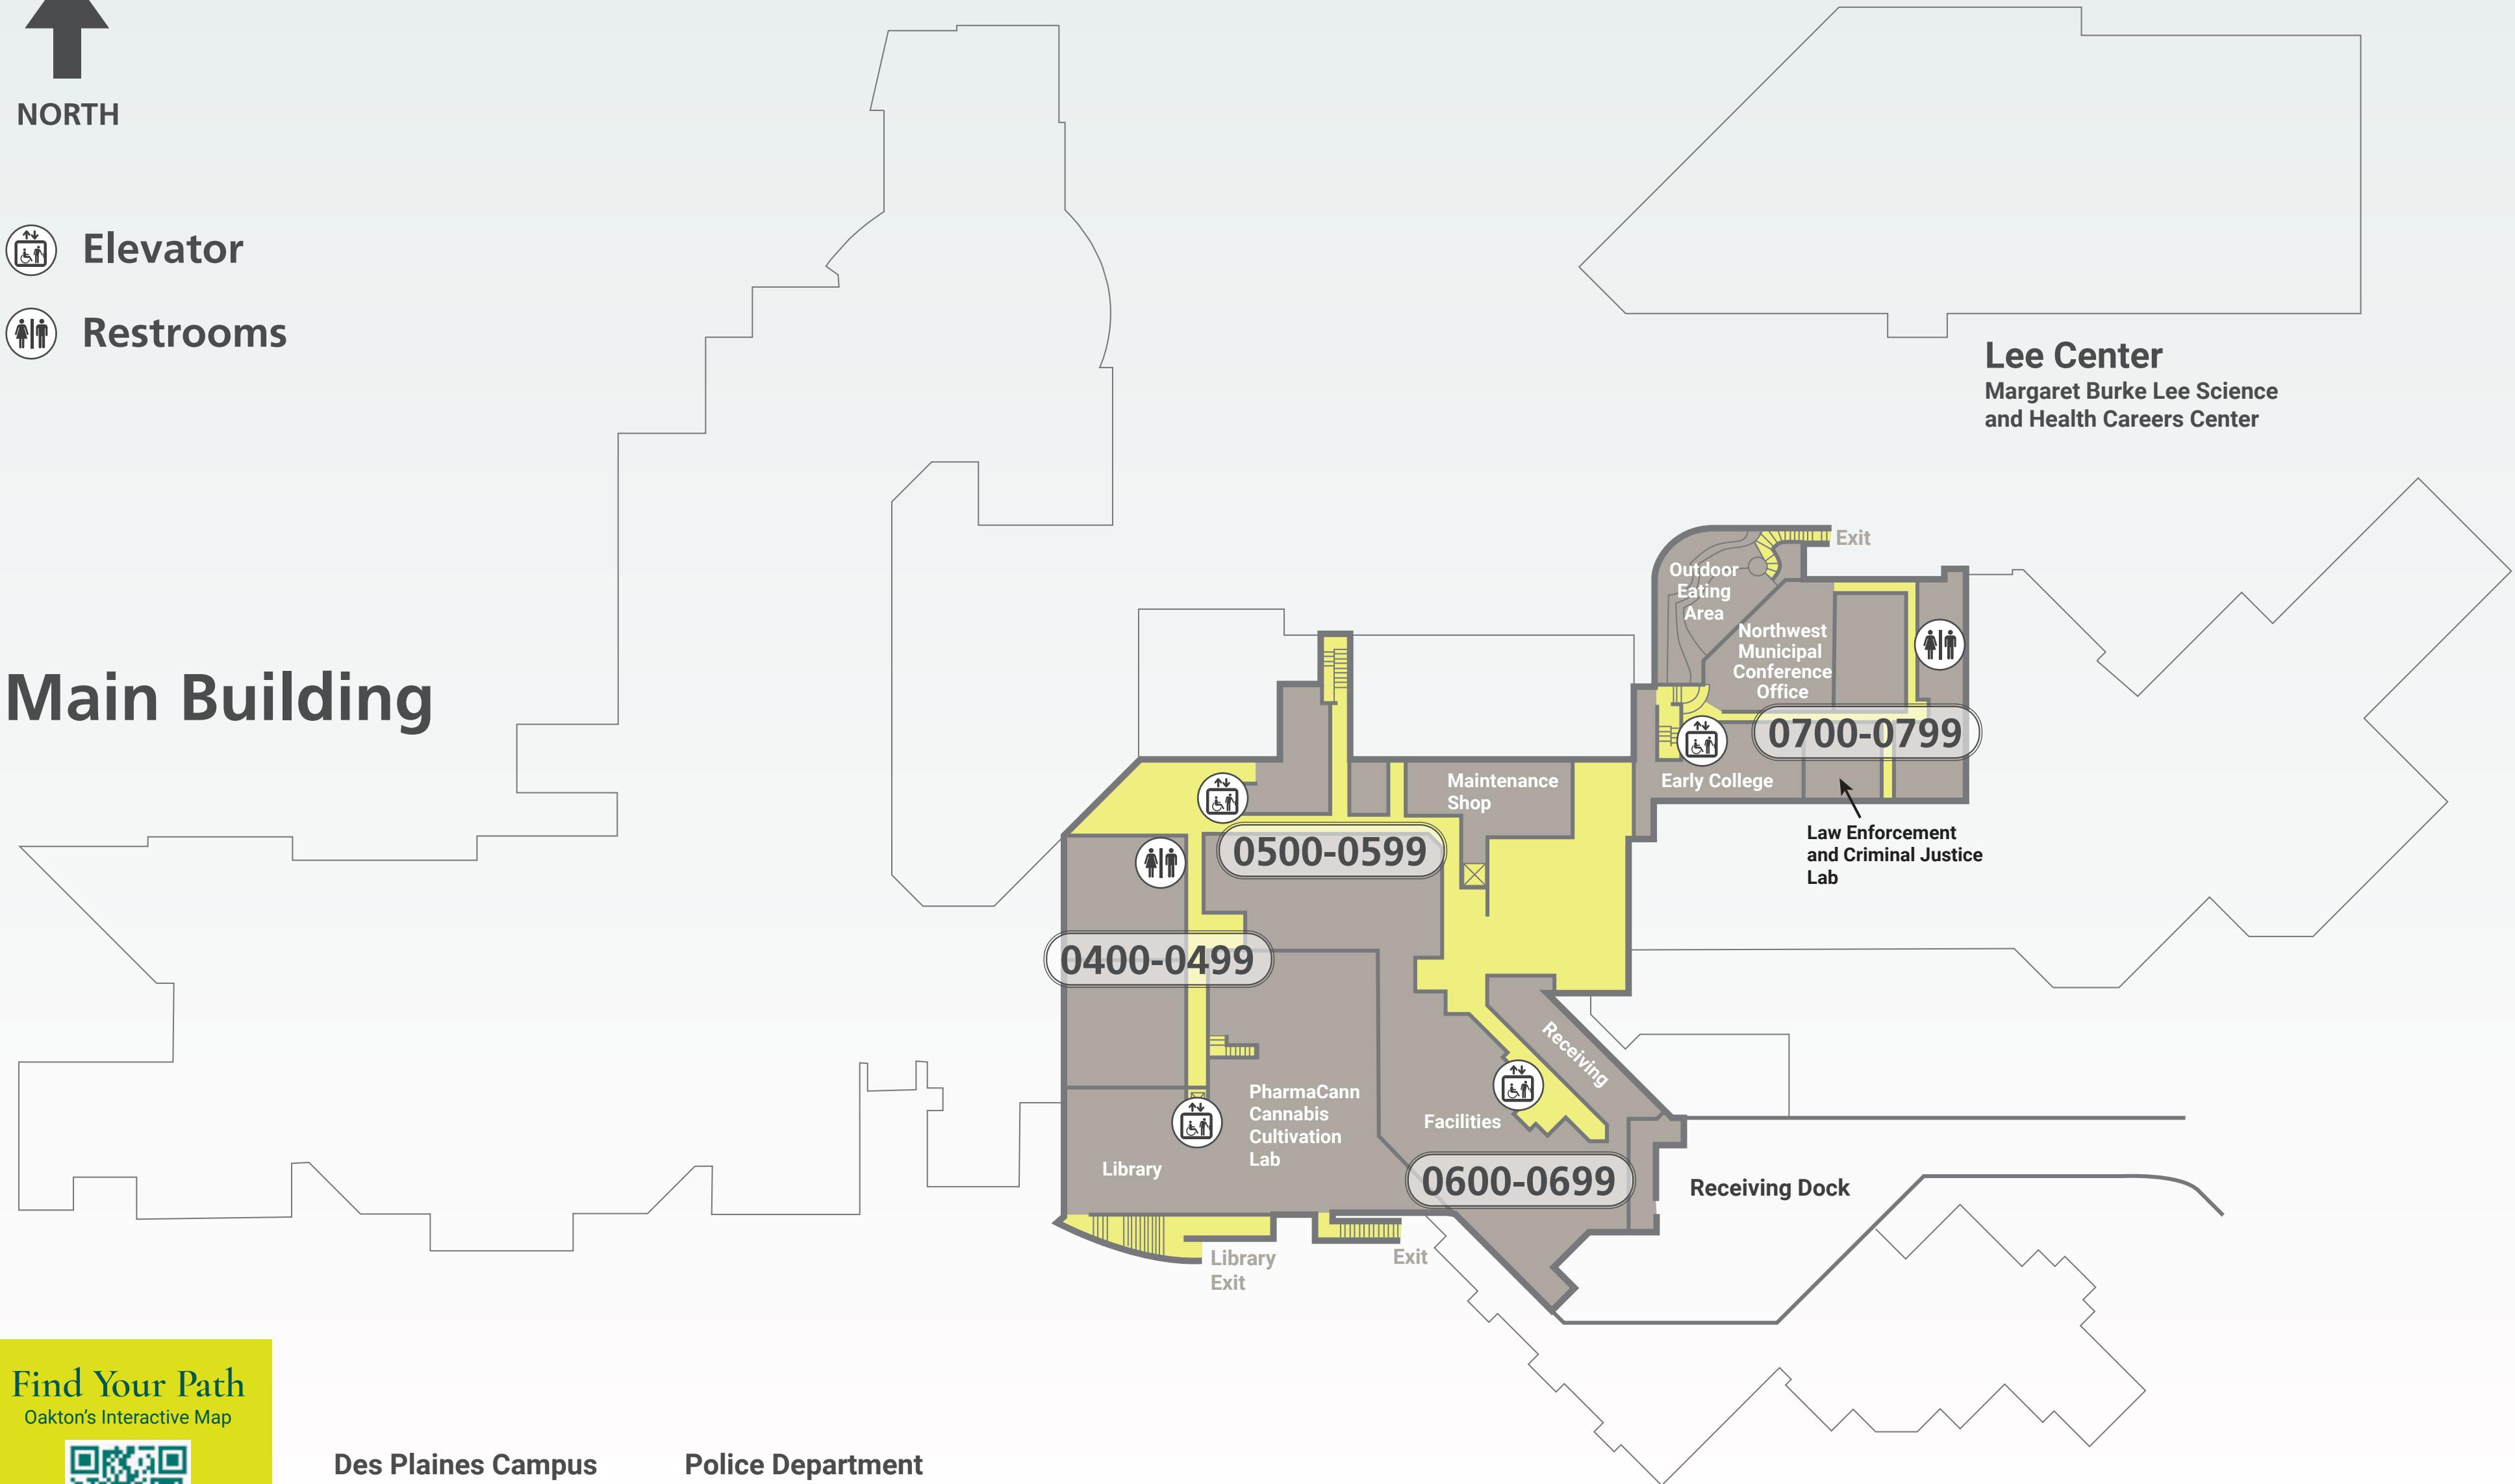 NORTH
Elevator
Restrooms
Main Building
Lee Center
Margaret Burke Lee Science
and Health Careers Center
Exit
Outdoor
Eating
Area
Northwest
Municipal
Conference
Office
0700-0799
Early College
Law Enforcement
and Criminal Justice
Lab
Maintenance
Shop
0500-0599
0400-0499
Receiving
PharmaCann
Cannabis
Cultivation
Lab
Facilities
Library
0600-0699
Receiving Dock
Library
Exit
Exit
Find Your Path
Oakton's Interactive Map
Des Plaines Campus
Police Department